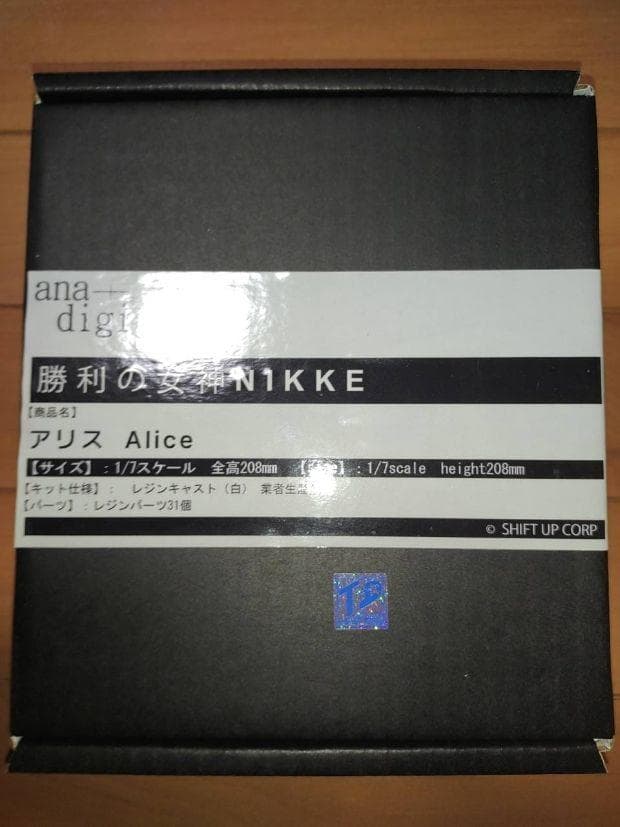 ana＋
digi
勝利の女神NIKKE
【商品名】
アリス Alice
【サイズ】：1/7スケール 全高208mm 【Size】：1/7scale height208mm
【キット仕様】： レジンキャスト（白） 業者生産
【パーツ】：レジンパーツ31個
© SHIFT UP CORP